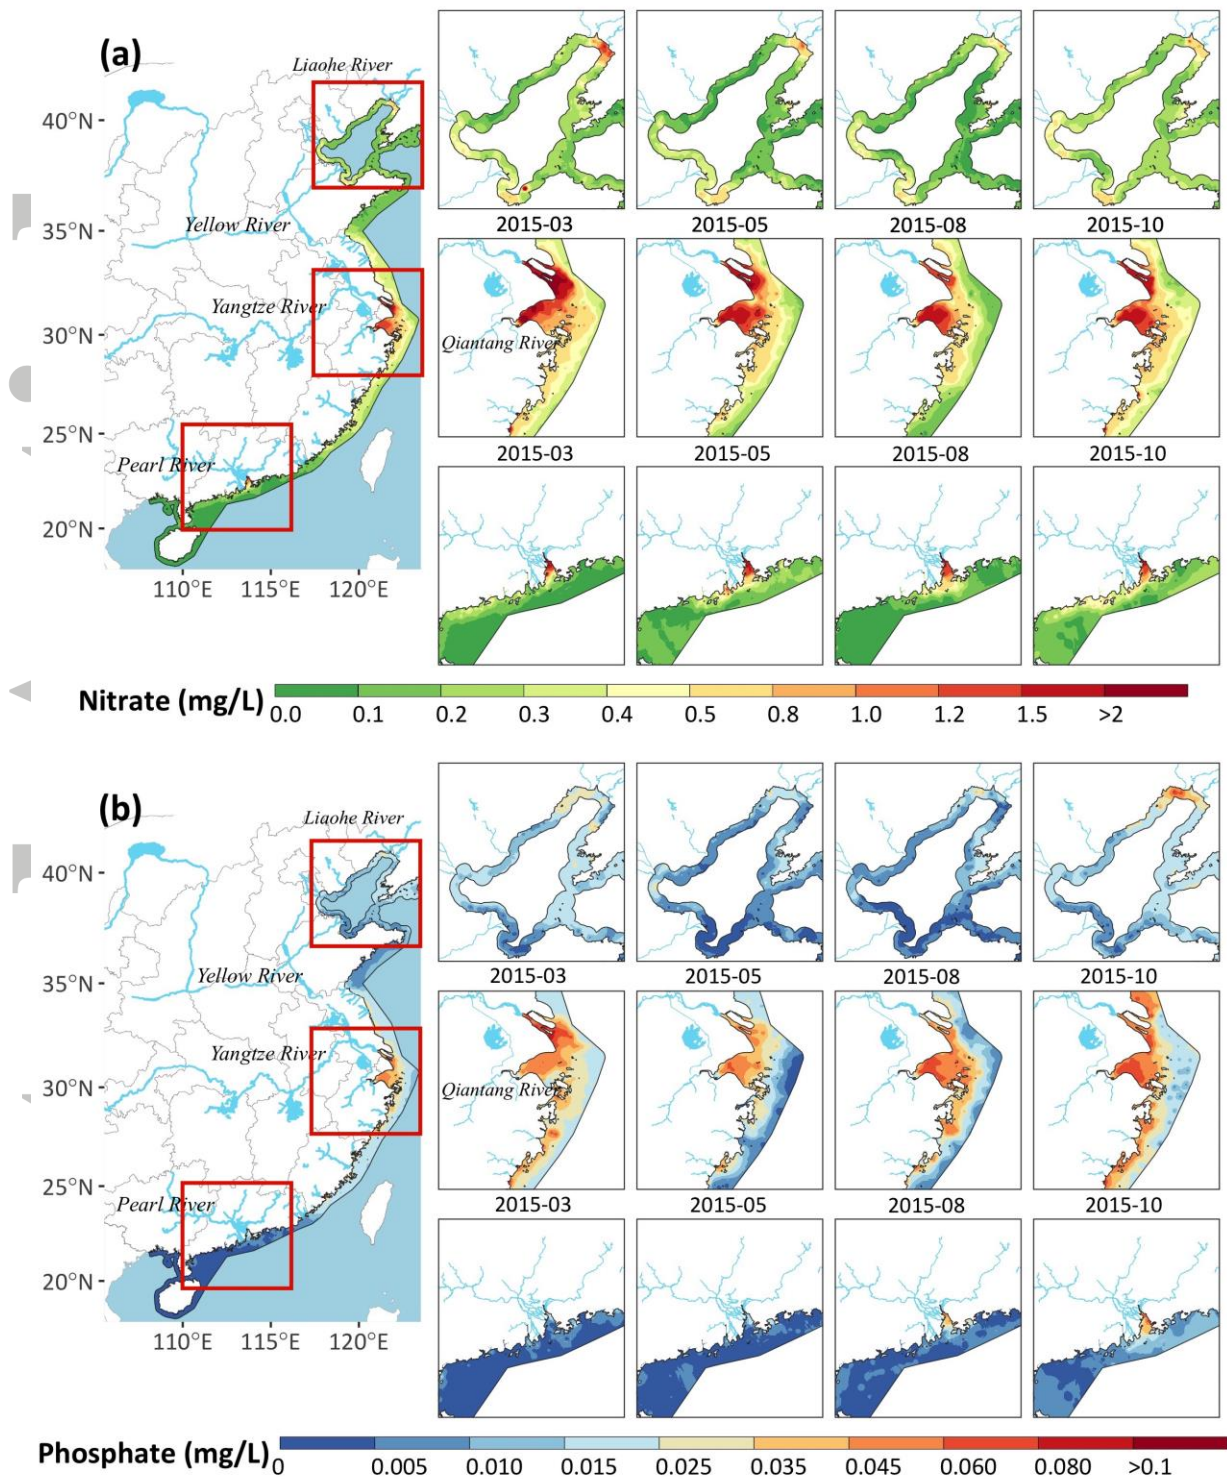 (a)
Liaohe River
40°N
35°N
30°N
25°N
20°N
Yellow River
Yangtze River
Pearl River
110°E 115°E 120°E
2015-03 2015-05 2015-08 2015-10
Qiantang River
2015-03 2015-05 2015-08 2015-10
Nitrate (mg/L)
0.0 0.1 0.2 0.3 0.4 0.5 0.8 1.0 1.2 1.5 >2
(b)
Liaohe River
40°N
35°N
30°N
25°N
20°N
Yellow River
Yangtze River
Pearl River
110°E 115°E 120°E
2015-03 2015-05 2015-08 2015-10
Qiantang River
2015-03 2015-05 2015-08 2015-10
Phosphate (mg/L)
0 0.005 0.010 0.015 0.025 0.035 0.045 0.060 0.080 >0.1